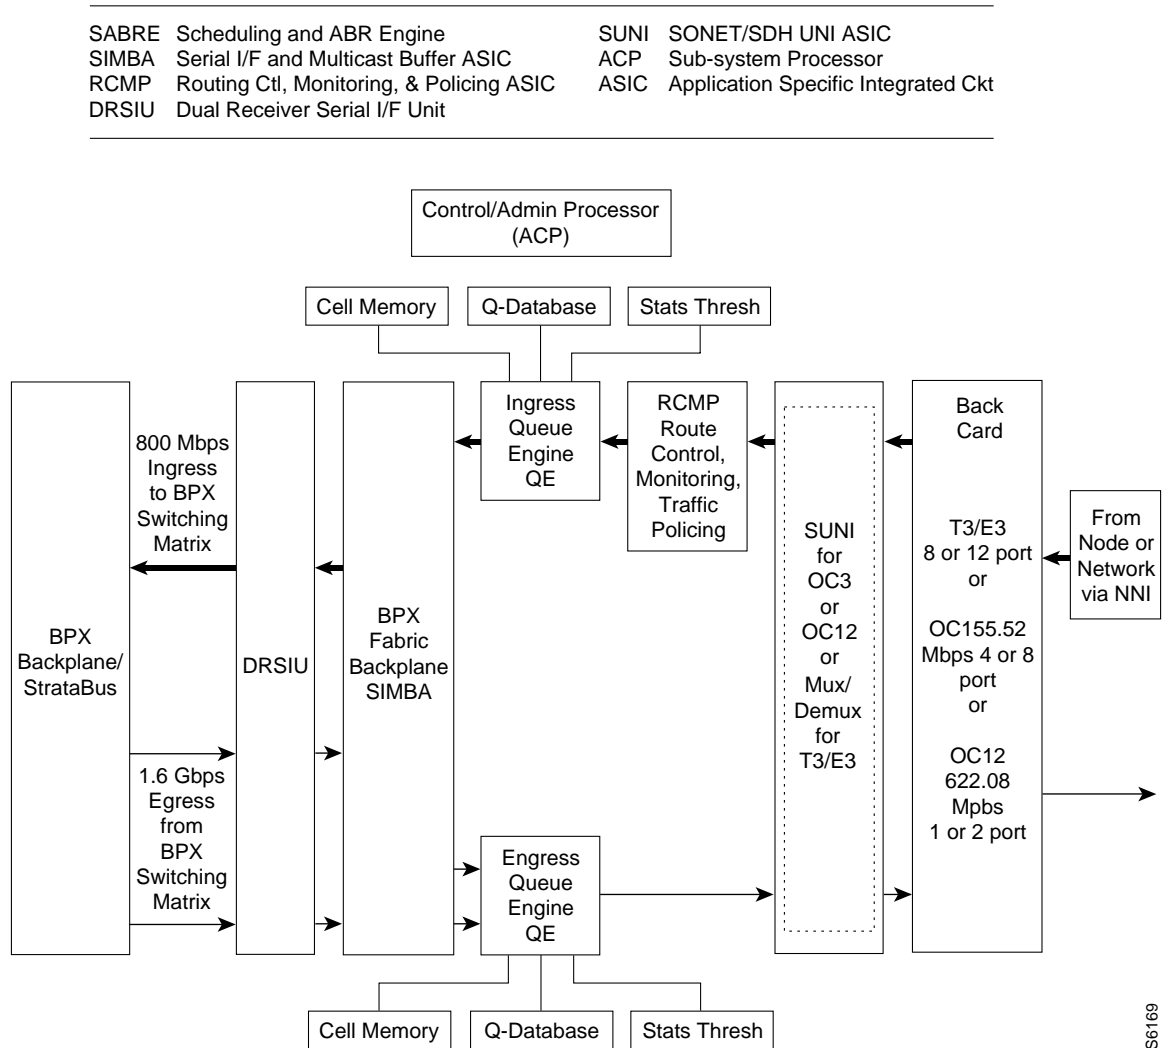 SABRE Scheduling and ABR Engine
SIMBA Serial I/F and Multicast Buffer ASIC
RCMP Routing Ctl, Monitoring, & Policing ASIC
DRSIU Dual Receiver Serial I/F Unit
SUNI SONET/SDH UNI ASIC
ACP Sub-system Processor
ASIC Application Specific Integrated Ckt
Control/Admin Processor
(ACP)
Cell Memory
Q-Database
Stats Thresh
BPX
Backplane/
StrataBus
800 Mbps
Ingress
to BPX
Switching
Matrix
1.6 Gbps
Egress
from
BPX
Switching
Matrix
DRSIU
BPX
Fabric
Backplane
SIMBA
Ingress
Queue
Engine
QE
RCMP
Route
Control,
Monitoring,
Traffic
Policing
SUNI
for
OC3
or
OC12
or
Mux/
Demux
for
T3/E3
Back
Card
T3/E3
8 or 12 port
or
OC155.52
Mbps 4 or 8
port
or
OC12
622.08
Mpbs
1 or 2 port
From
Node or
Network
via NNI
Engress
Queue
Engine
QE
Cell Memory
Q-Database
Stats Thresh
S6169